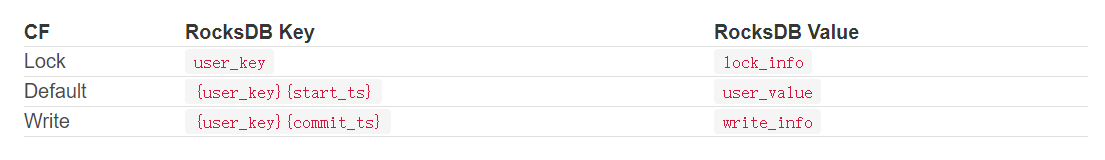 CF RocksDB Key RocksDB Value
Lock user_key lock_info
Default {user_key}{start_ts} user_value
Write {user_key}{commit_ts} write_info